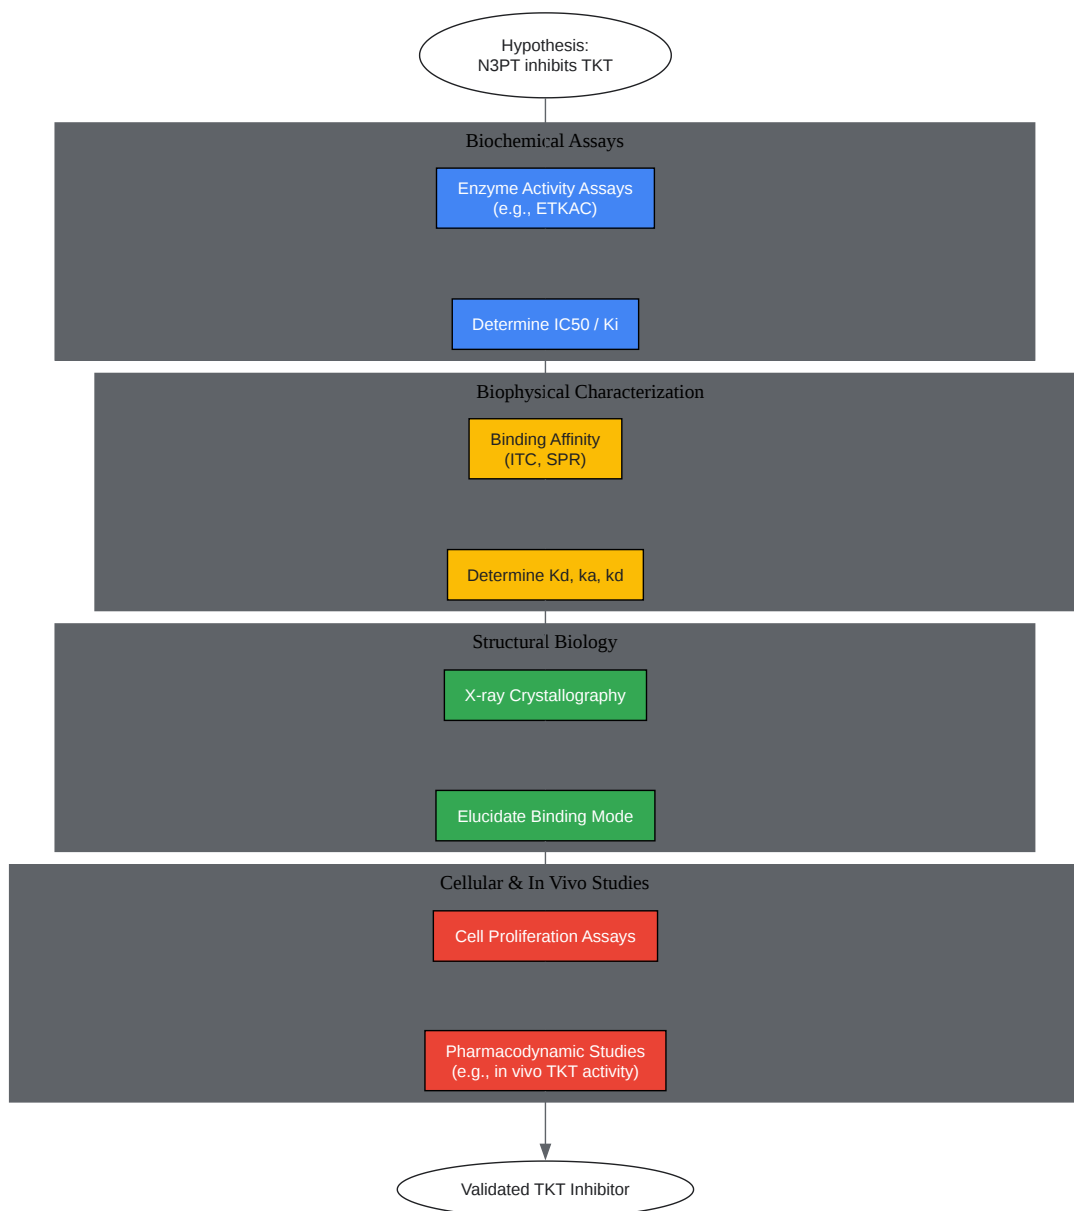 Hypothesis:
N3PT inhibits TKT
Biochemical Assays
Enzyme Activity Assays
(e.g., ETKAC)
Determine IC50 / Ki
Biophysical Characterization
Binding Affinity
(ITC, SPR)
Determine Kd, ka, kd
Structural Biology
X-ray Crystallography
Elucidate Binding Mode
Cellular & In Vivo Studies
Cell Proliferation Assays
Pharmacodynamic Studies
(e.g., in vivo TKT activity)
Validated TKT Inhibitor